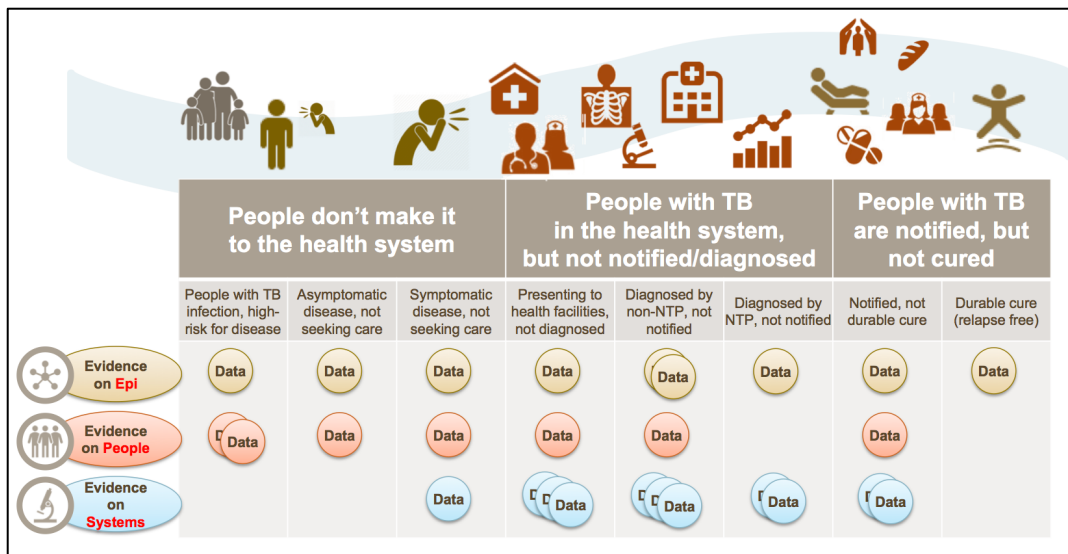 People don’t make it
to the health system
People with TB
in the health system,
but not notified/diagnosed
People with TB
are notified, but
not cured
People with TB
infection, high-
risk for disease
Asymptomatic
disease, not
seeking care
Symptomatic
disease, not
seeking care
Presenting to
health facilities,
not diagnosed
Diagnosed by
non-NTP, not
notified
Diagnosed by
NTP, not notified
Notified, not
durable cure
Durable cure
(relapse free)
Evidence
on Epi
Data
Data
Data
Data
Data
Data
Data
Data
Evidence
on People
D
Data
Data
Data
Data
Data
Data
Evidence
on
Systems
Data
D
D
Data
D
D
Data
Da
Data
Da
Data